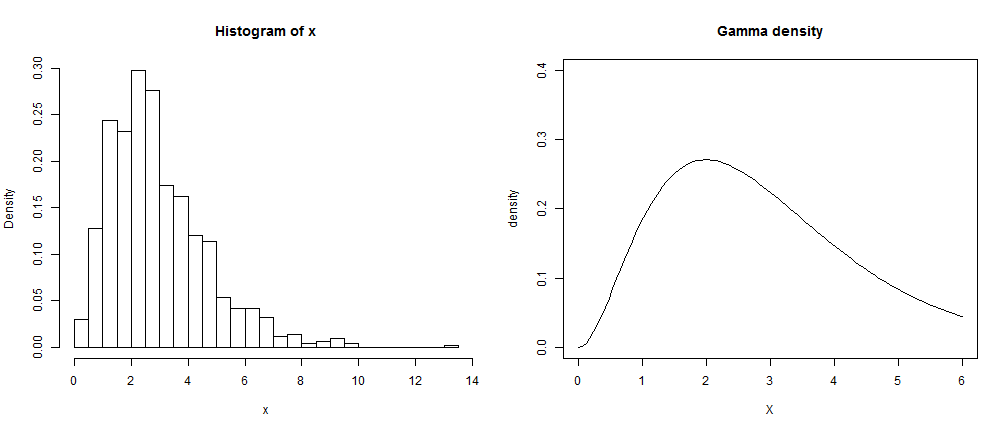 Histogram of x
Density
0.00 0.05 0.10 0.15 0.20 0.25 0.30
0 2 4 6 8 10 12 14
x
Gamma density
density
0.0 0.1 0.2 0.3 0.4
0 1 2 3 4 5 6
X